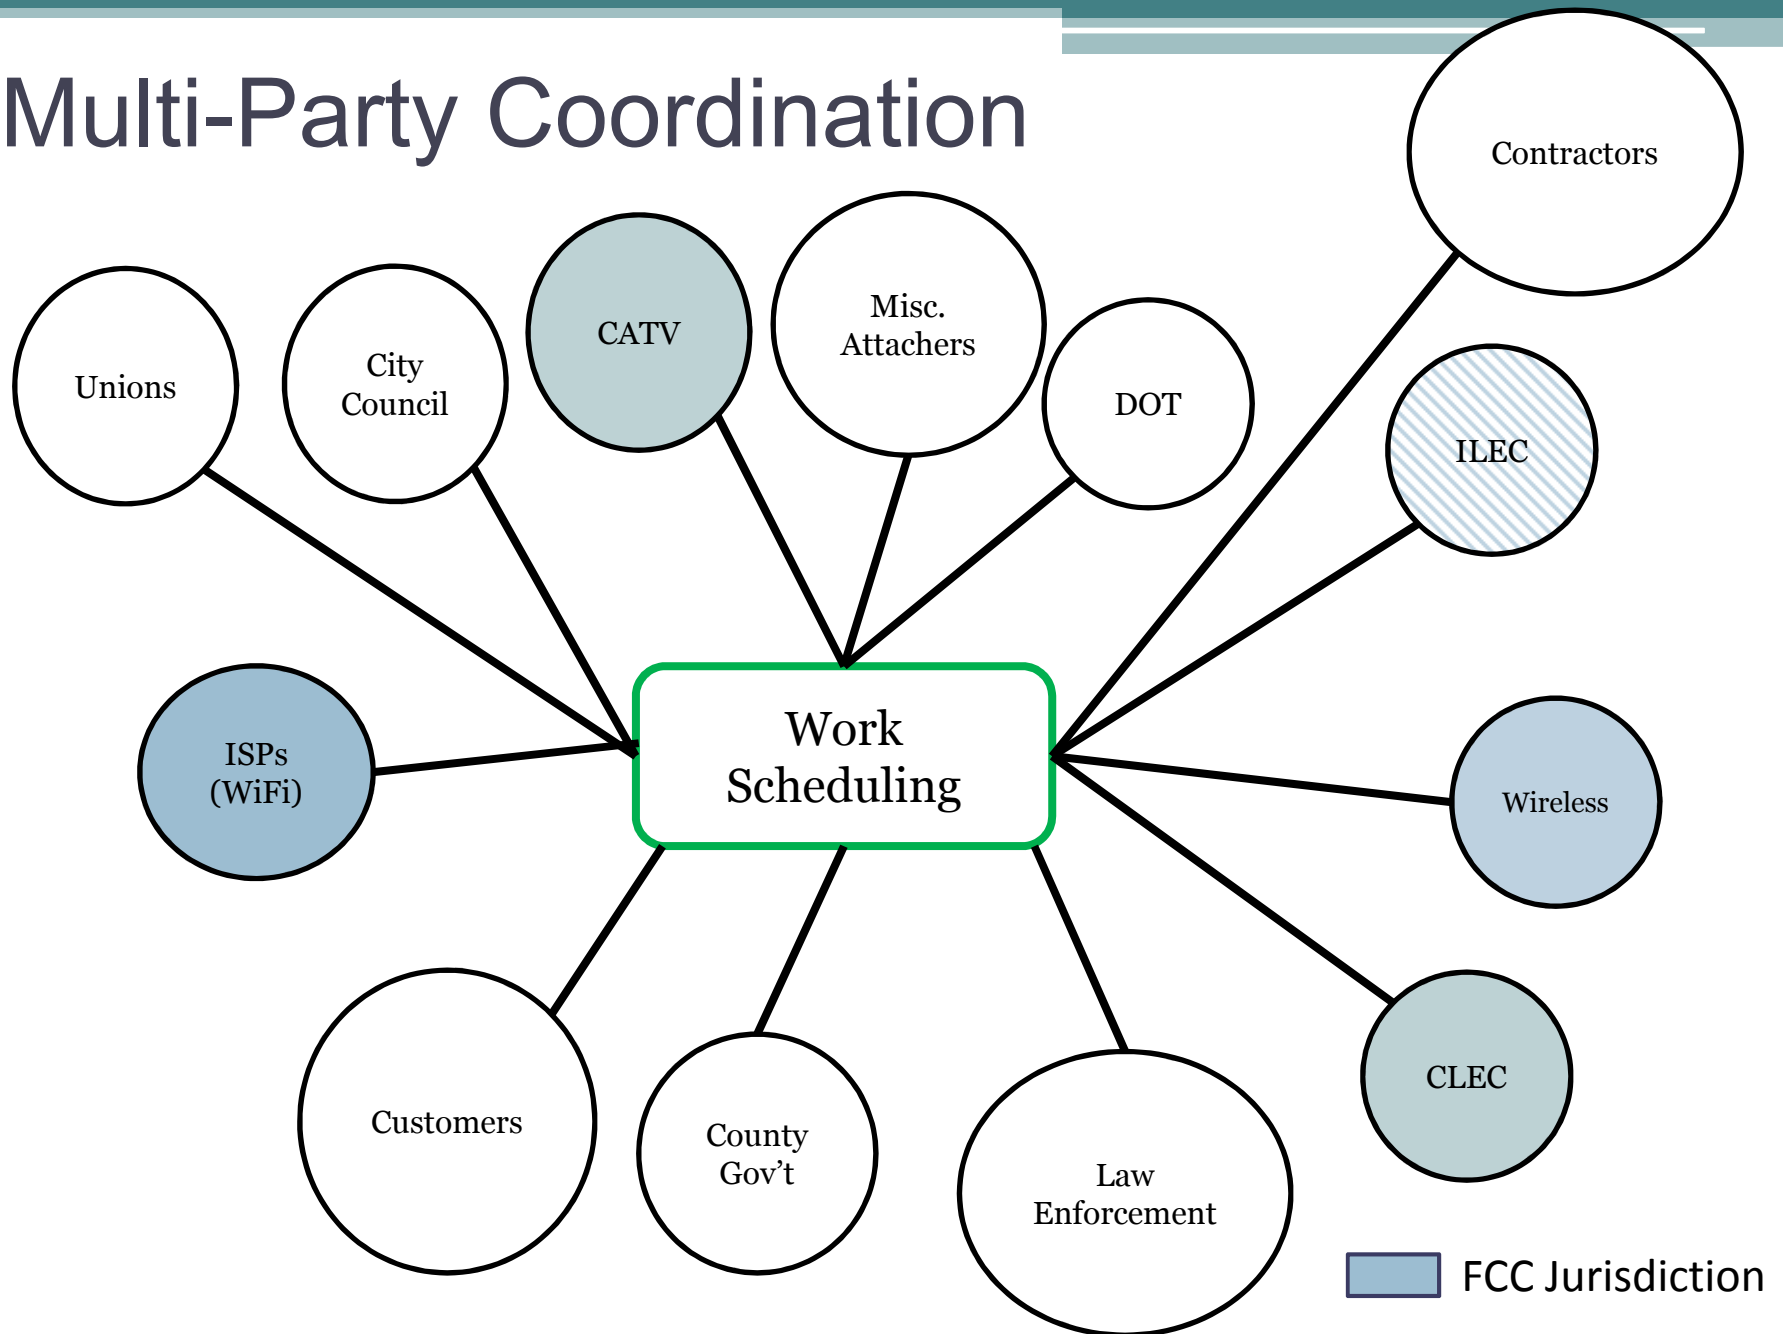 Multi-Party Coordination
Contractors
Misc.
Attachers
CATV
City
Council
Unions
DOT
ILEC
Work
Scheduling
ISPs
(WiFi)
Wireless
CLEC
Customers
County
Gov’t
Law
Enforcement
FCC Jurisdiction